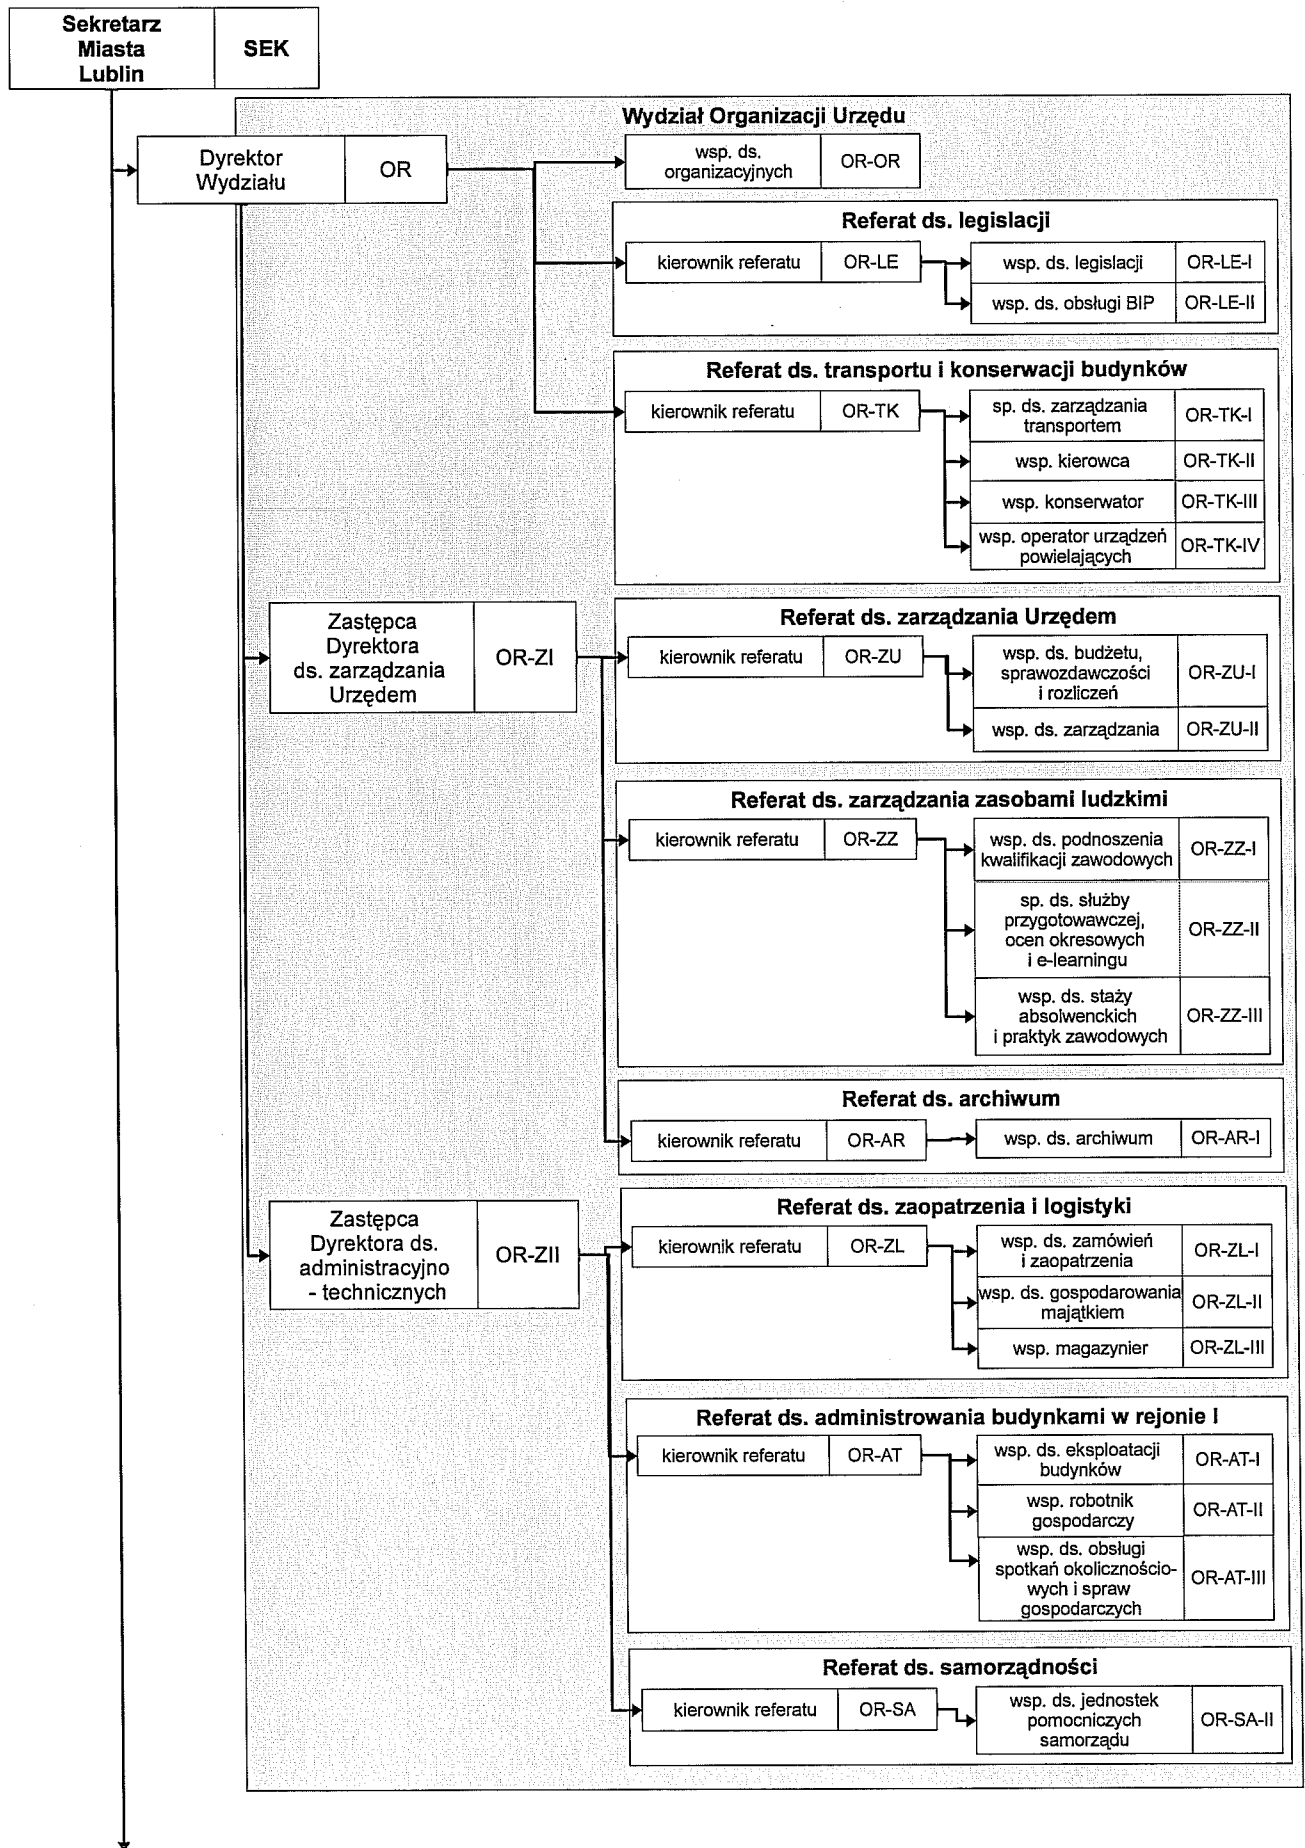 Sekretarz
Miasta
Lublin
SEK
Wydział Organizacji Urzędu
Dyrektor
Wydziału
OR
wsp. ds.
organizacyjnych
OR-OR
Referat ds. legislacji
kierownik referatu
OR-LE
wsp. ds. legislacji
OR-LE-I
wsp. ds. obsługi BIP
OR-LE-II
Referat ds. transportu i konserwacji budynków
kierownik referatu
OR-TK
sp. ds. zarządzania
transportem
OR-TK-I
wsp. kierowca
OR-TK-II
wsp. konserwator
OR-TK-III
wsp. operator urządzeń
powielających
OR-TK-IV
Zastępca
Dyrektora
ds. zarządzania
Urzędem
OR-ZI
Referat ds. zarządzania Urzędem
kierownik referatu
OR-ZU
wsp. ds. budżetu,
sprawozdawczości
i rozliczeń
OR-ZU-I
wsp. ds. zarządzania
OR-ZU-II
Referat ds. zarządzania zasobami ludzkimi
kierownik referatu
OR-ZZ
wsp. ds. podnoszenia
kwalifikacji zawodowych
OR-ZZ-I
sp. ds. służby
przygotowawczej,
ocen okresowych
i e-learningu
OR-ZZ-II
wsp. ds. staży
absolwenckich
i praktyk zawodowych
OR-ZZ-III
Referat ds. archiwum
kierownik referatu
OR-AR
wsp. ds. archiwum
OR-AR-I
Zastępca
Dyrektora ds.
administracyjno
- technicznych
OR-ZII
Referat ds. zaopatrzenia i logistyki
kierownik referatu
OR-ZL
wsp. ds. zamówień
i zaopatrzenia
OR-ZL-I
wsp. ds. gospodarowania
majątkiem
OR-ZL-II
wsp. magazynier
OR-ZL-III
Referat ds. administrowania budynkami w rejonie I
kierownik referatu
OR-AT
wsp. ds. eksploatacji
budynków
OR-AT-I
wsp. robotnik
gospodarczy
OR-AT-II
wsp. ds. obsługi
spotkań okolicznościo-
wych i spraw
gospodarczych
OR-AT-III
Referat ds. samorządności
kierownik referatu
OR-SA
wsp. ds. jednostek
pomocniczych
samorządu
OR-SA-II